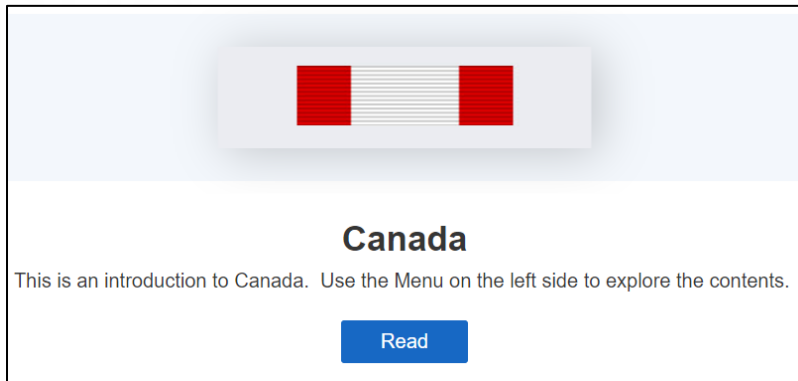 Canada
This is an introduction to Canada.  Use the Menu on the left side to explore the contents.
Read